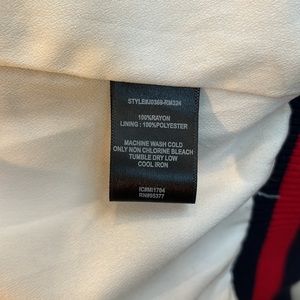 STYLE#J0369-RM324
100%RAYON
LINING : 100%POLYESTER
MACHINE WASH COLD
ONLY NON CHLORINE BLEACH
TUMBLE DRY LOW
COOL IRON
IC#MI1704
RN#95377